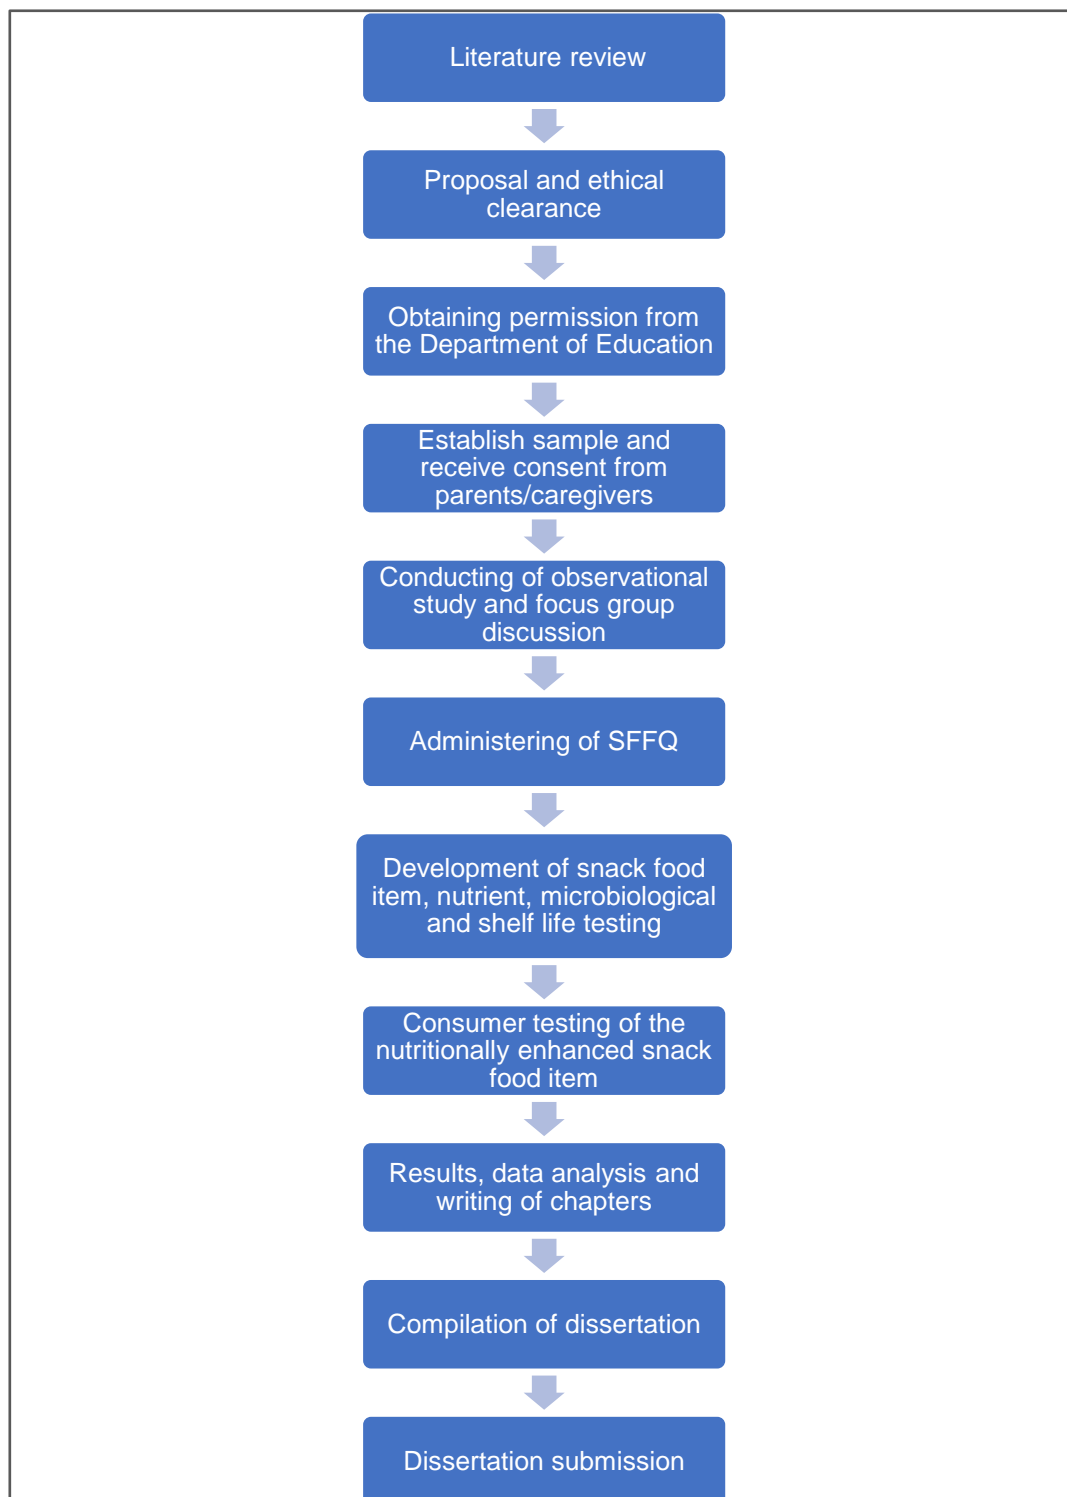 Literature review
Proposal and ethical
clearance
Obtaining permission from
the Department of Education
Establish sample and
receive consent from
parents/caregivers
Conducting of observational
study and focus group
discussion
Administering of SFFQ
Development of snack food
item, nutrient, microbiological
and shelf life testing
Consumer testing of the
nutritionally enhanced snack
food item
Results, data analysis and
writing of chapters
Compilation of dissertation
Dissertation submission